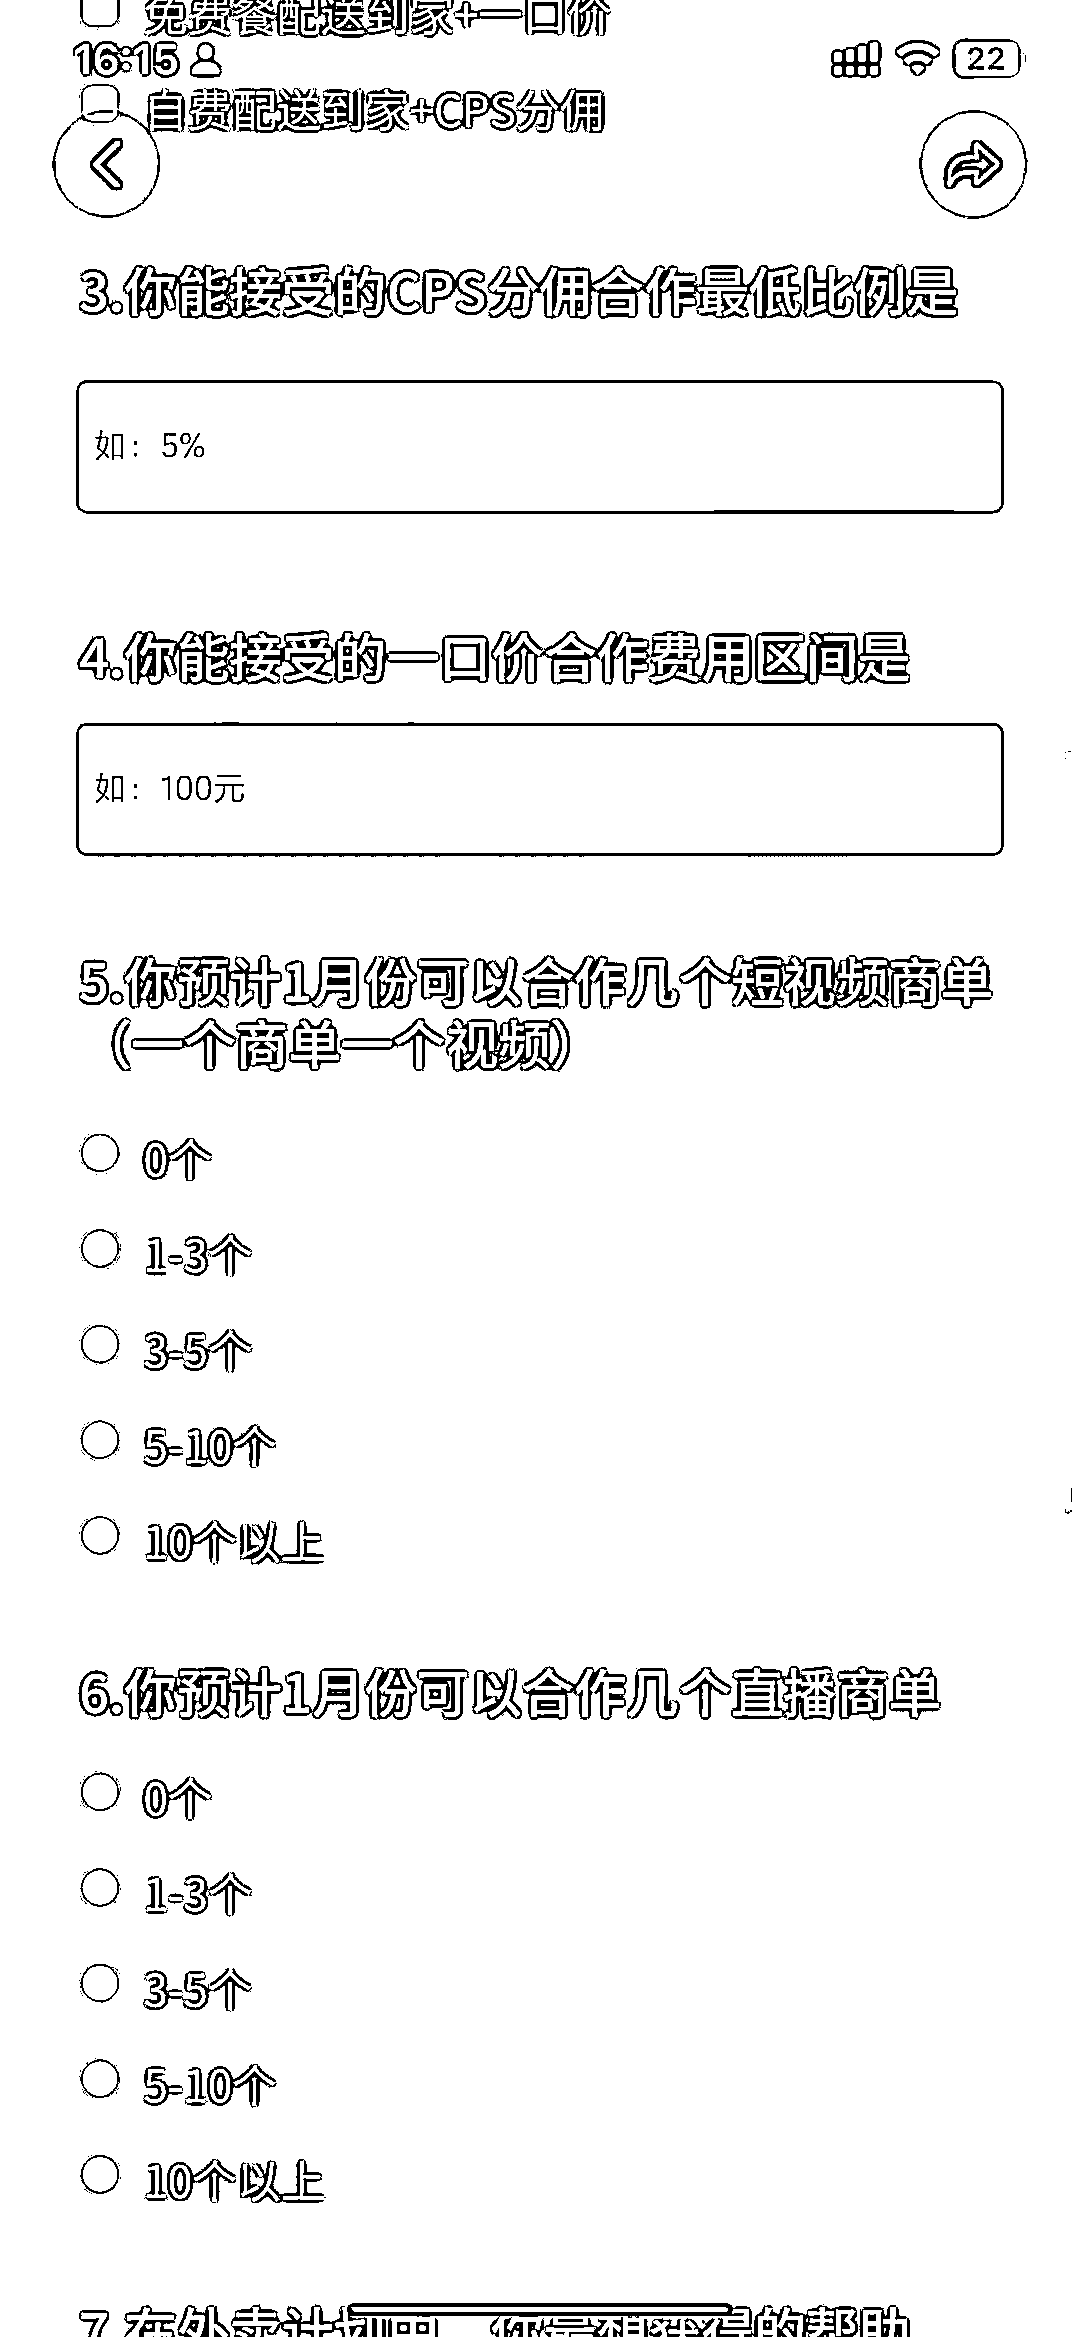 免费餐配送到家+一口价
16:15
22
自费配送到家+CPS分佣
3.你能接受的CPS分佣合作最低比例是
如：5%
4.你能接受的一口价合作费用区间是
如：100元
5.你预计1月份可以合作几个短视频商单
（一个商单一个视频）
0个
1-3个
3-5个
5-10个
10个以上
6.你预计1月份可以合作几个直播商单
0个
1-3个
3-5个
5-10个
10个以上
7.在外卖计划里，你最想获得的帮助